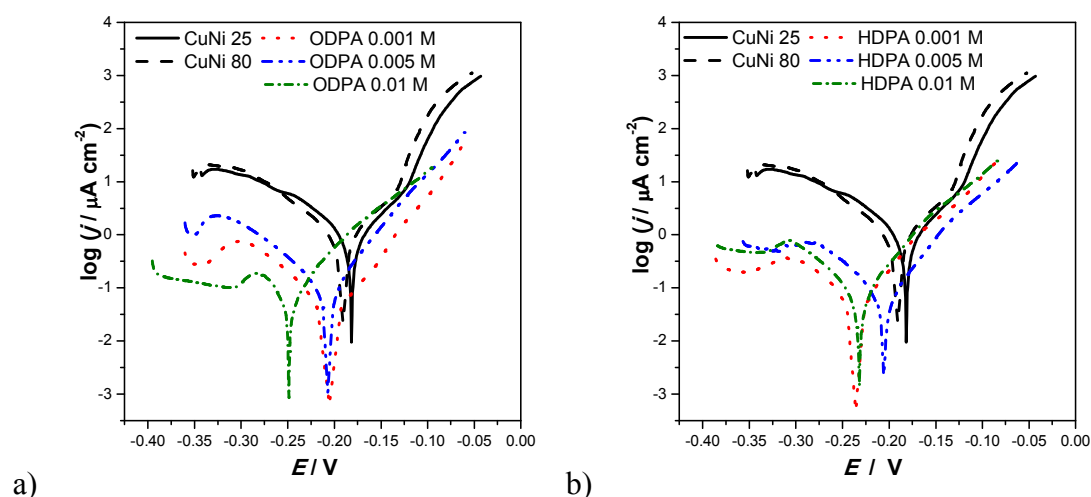 4
3
2
1
0
-1
-2
-3
-0.40 -0.35 -0.30 -0.25 -0.20 -0.15 -0.10 -0.05 0.00
log (j / μA cm-2)
E / V
CuNi 25 ODPA 0.001 M
CuNi 80 ODPA 0.005 M
ODPA 0.01 M
a)
4
3
2
1
0
-1
-2
-3
-0.40 -0.35 -0.30 -0.25 -0.20 -0.15 -0.10 -0.05 0.00
log (j / μA cm-2)
E / V
CuNi 25 HDPA 0.001 M
CuNi 80 HDPA 0.005 M
HDPA 0.01 M
b)